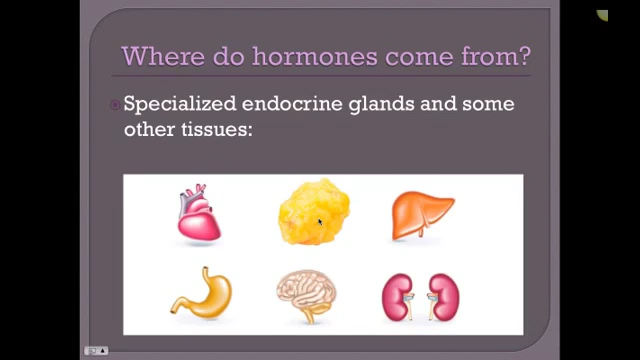 Where do hormones come from?
Specialized endocrine glands and some
other tissues: